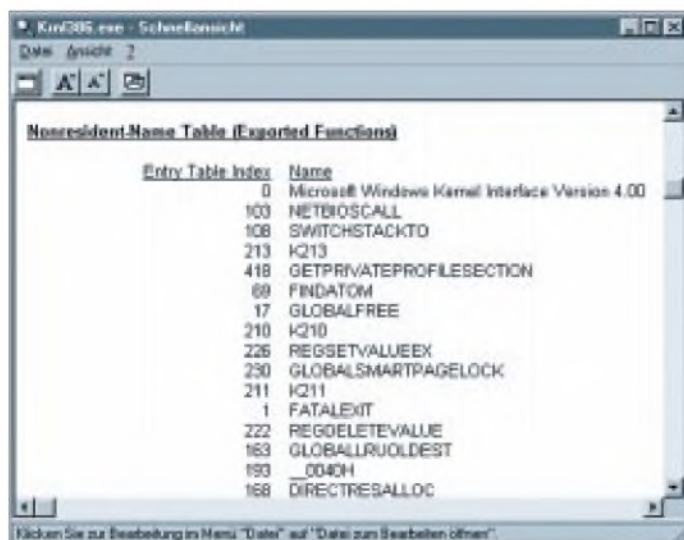 Krnl386.exe - Schnellansicht
Datei Ansicht ?
Nonresident-Name Table (Exported Functions)
Entry Table Index Name
0 Microsoft Windows Kernel Interface Version 4.00
103 NETBIOSCALL
108 SWITCHSTACKTO
213 K213
418 GETPRIVATEPROFILESECTION
69 FINDATOM
17 GLOBALFREE
210 K210
226 REGSETVALUEEX
230 GLOBALSMARTPAGELOCK
211 K211
1 FATALEXIT
222 REGDELETEVALUE
163 GLOBALLRUOLDEST
193 __0040H
168 DIRECTRESALLOC
Klicken Sie zur Bearbeitung im Menü "Datei" auf "Datei zum Bearbeiten öffnen".